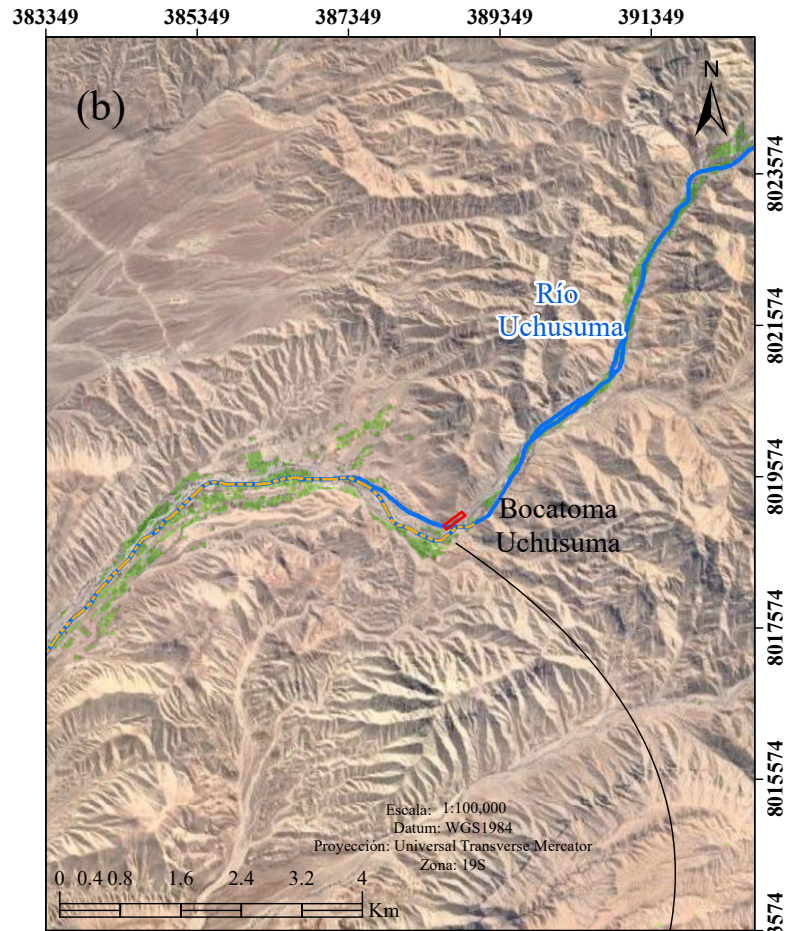 383349 385349 387349 389349 391349
(b)
N
8023574
Río
Uchusuma
8021574
8019574
Bocatoma
Uchusuma
8017574
8015574
Escala: 1:100,000
Datum: WGS1984
Proyección: Universal Transverse Mercator
Zona: 19S
0 0.4 0.8 1.6 2.4 3.2 4
Km